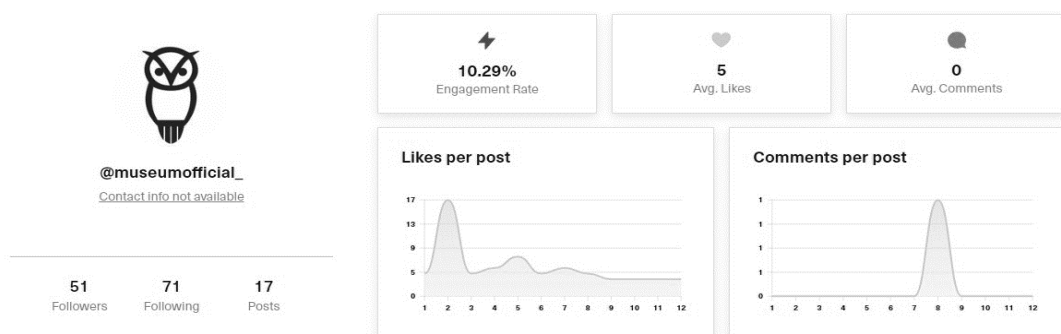 @museumofficial_
Contact info not available
51
Followers
71
Following
17
Posts
10.29%
Engagement Rate
5
Avg. Likes
0
Avg. Comments
Likes per post
17
13
9
5
0
1 2 3 4 5 6 7 8 9 10 11 12
Comments per post
1
1
1
1
0
1 2 3 4 5 6 7 8 9 10 11 12